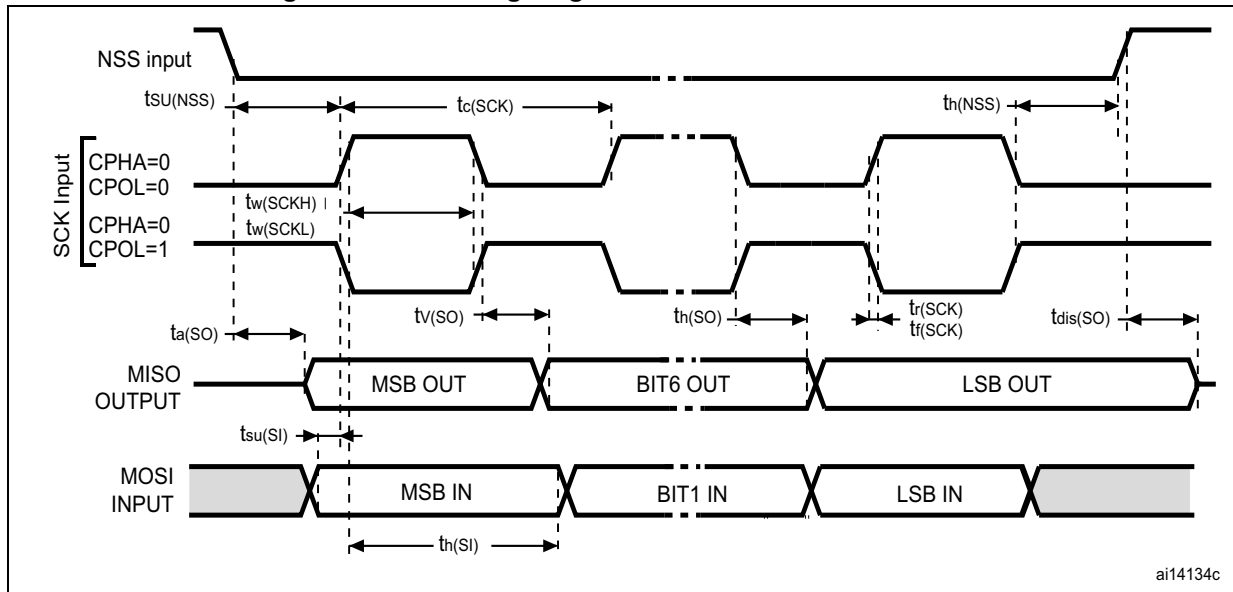 NSS input
tSU(NSS)
tc(SCK)
th(NSS)
SCK Input
CPHA=0
CPOL=0
tw(SCKH)
CPHA=0
tw(SCKL)
CPOL=1
ta(SO)
tV(SO)
th(SO)
tr(SCK)
tf(SCK)
tdis(SO)
MISO
OUTPUT
MSB OUT
BIT6 OUT
LSB OUT
tsu(SI)
MOSI
INPUT
MSB IN
BIT1 IN
LSB IN
th(SI)
ai14134c